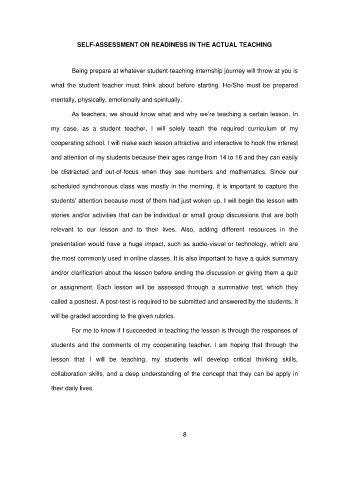 SELF-ASSESSMENT ON READINESS IN THE ACTUAL TEACHING
Being prepare at whatever student-teaching internship journey will throw at you is
what the student teacher must think about before starting. He/She must be prepared
mentally, physically, emotionally and spiritually.
As teachers, we should know what and why we're teaching a certain lesson. In
my case, as a student teacher, I will solely teach the required curriculum of my
cooperating school. I will make each lesson attractive and interactive to hook the interest
and attention of my students because their ages range from 14 to 16 and they can easily
be distracted and out-of-focus when they see numbers and mathematics. Since our
scheduled synchronous class was mostly in the morning, it is important to capture the
students' attention because most of them had just woken up. I will begin the lesson with
stories and/or activities that can be individual or small group discussions that are both
relevant to our lesson and to their lives. Also, adding different resources in the
presentation would have a huge impact, such as audio-visual or technology, which are
the most commonly used in online classes. It is also important to have a quick summary
and/or clarification about the lesson before ending the discussion or giving them a quiz
or assignment. Each lesson will be assessed through a summative test, which they
called a posttest. A post-test is required to be submitted and answered by the students. It
will be graded according to the given rubrics.
For me to know if I succeeded in teaching the lesson is through the responses of
students and the comments of my cooperating teacher. I am hoping that through the
lesson that I will be teaching, my students will develop critical thinking skills,
collaboration skills, and a deep understanding of the concept that they can be apply in
their daily lives.
8